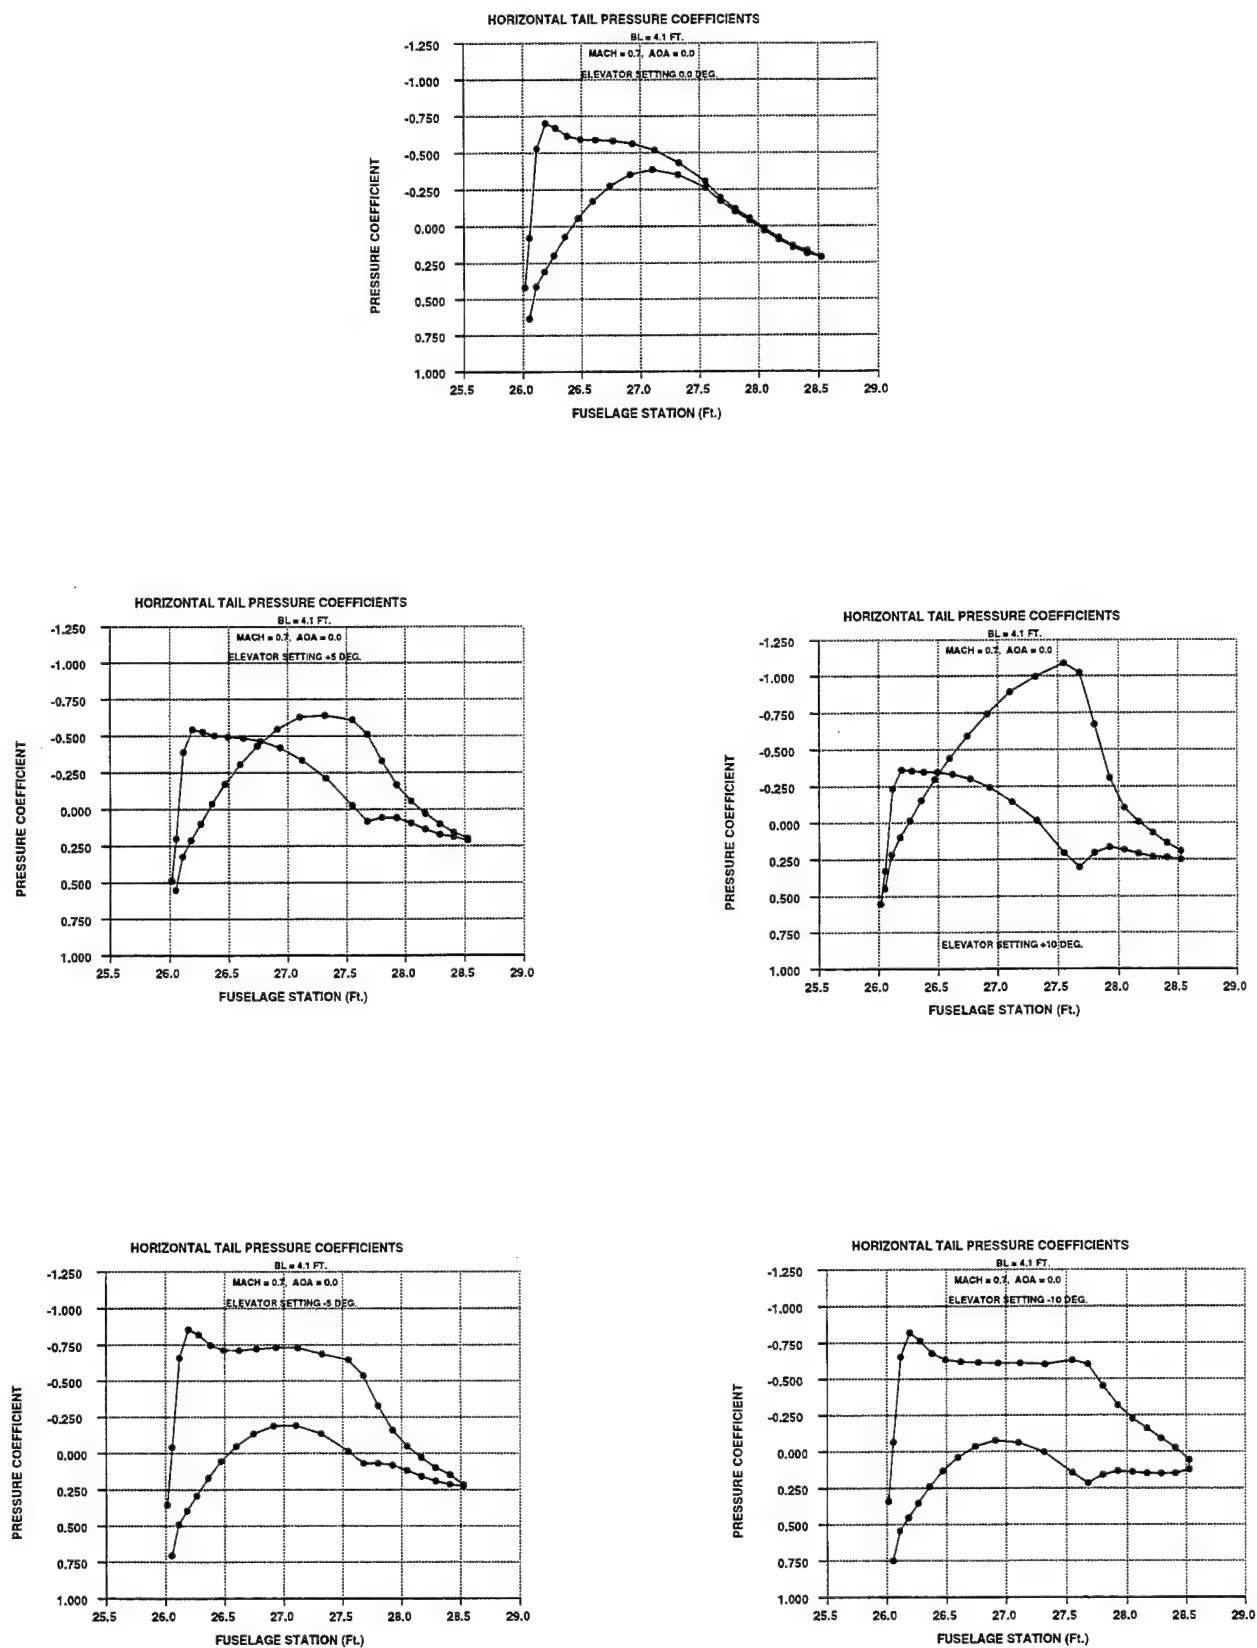 HORIZONTAL TAIL PRESSURE COEFFICIENTS
BL = 4.1 FT.
MACH = 0.7, AOA = 0.0
ELEVATOR SETTING 0.0 DEG.
-1.250
-1.000
-0.750
-0.500
-0.250
0.000
0.250
0.500
0.750
1.000
PRESSURE COEFFICIENT
25.5 26.0 26.5 27.0 27.5 28.0 28.5 29.0
FUSELAGE STATION (Ft.)
HORIZONTAL TAIL PRESSURE COEFFICIENTS
BL = 4.1 FT.
MACH = 0.7, AOA = 0.0
ELEVATOR SETTING +5 DEG.
-1.250
-1.000
-0.750
-0.500
-0.250
0.000
0.250
0.500
0.750
1.000
PRESSURE COEFFICIENT
25.5 26.0 26.5 27.0 27.5 28.0 28.5 29.0
FUSELAGE STATION (Ft.)
HORIZONTAL TAIL PRESSURE COEFFICIENTS
BL = 4.1 FT.
MACH = 0.7, AOA = 0.0
-1.250
-1.000
-0.750
-0.500
-0.250
0.000
0.250
0.500
0.750
1.000
PRESSURE COEFFICIENT
ELEVATOR SETTING +10 DEG.
25.5 26.0 26.5 27.0 27.5 28.0 28.5 29.0
FUSELAGE STATION (Ft.)
HORIZONTAL TAIL PRESSURE COEFFICIENTS
BL = 4.1 FT.
MACH = 0.7, AOA = 0.0
ELEVATOR SETTING -5 DEG.
-1.250
-1.000
-0.750
-0.500
-0.250
0.000
0.250
0.500
0.750
1.000
PRESSURE COEFFICIENT
25.5 26.0 26.5 27.0 27.5 28.0 28.5 29.0
FUSELAGE STATION (Ft.)
HORIZONTAL TAIL PRESSURE COEFFICIENTS
BL = 4.1 FT.
MACH = 0.7, AOA = 0.0
ELEVATOR SETTING -10 DEG.
-1.250
-1.000
-0.750
-0.500
-0.250
0.000
0.250
0.500
0.750
1.000
PRESSURE COEFFICIENT
25.5 26.0 26.5 27.0 27.5 28.0 28.5 29.0
FUSELAGE STATION (Ft.)